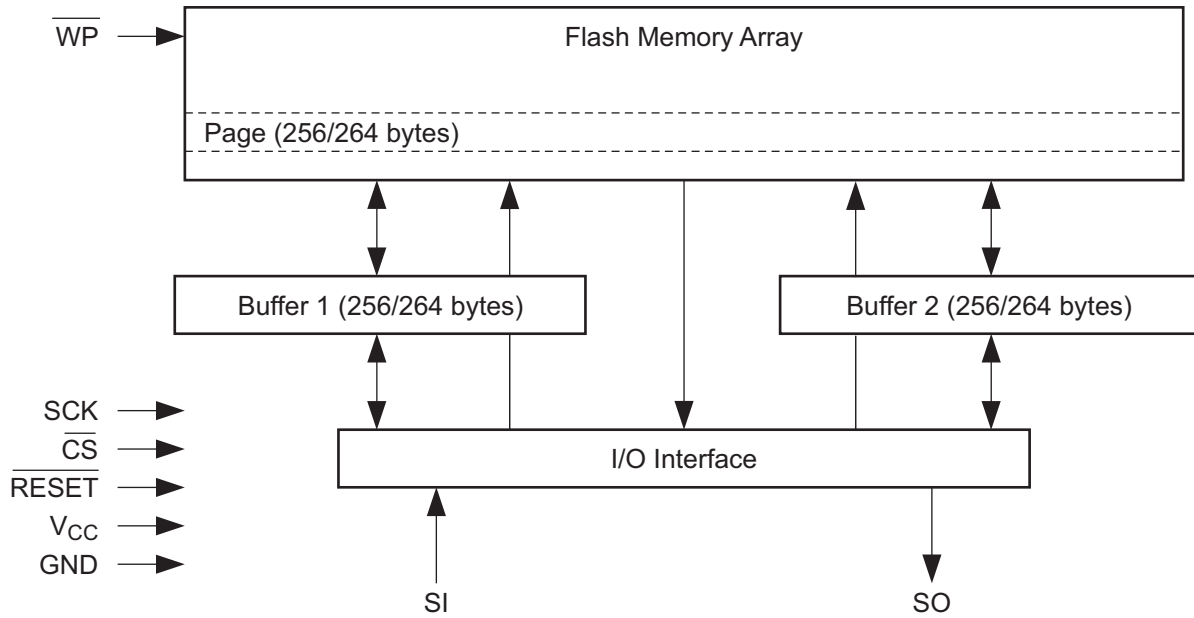 WP
Flash Memory Array
Page (256/264 bytes)
Buffer 1 (256/264 bytes)
Buffer 2 (256/264 bytes)
SCK
CS
RESET
VCC
GND
I/O Interface
SI
SO